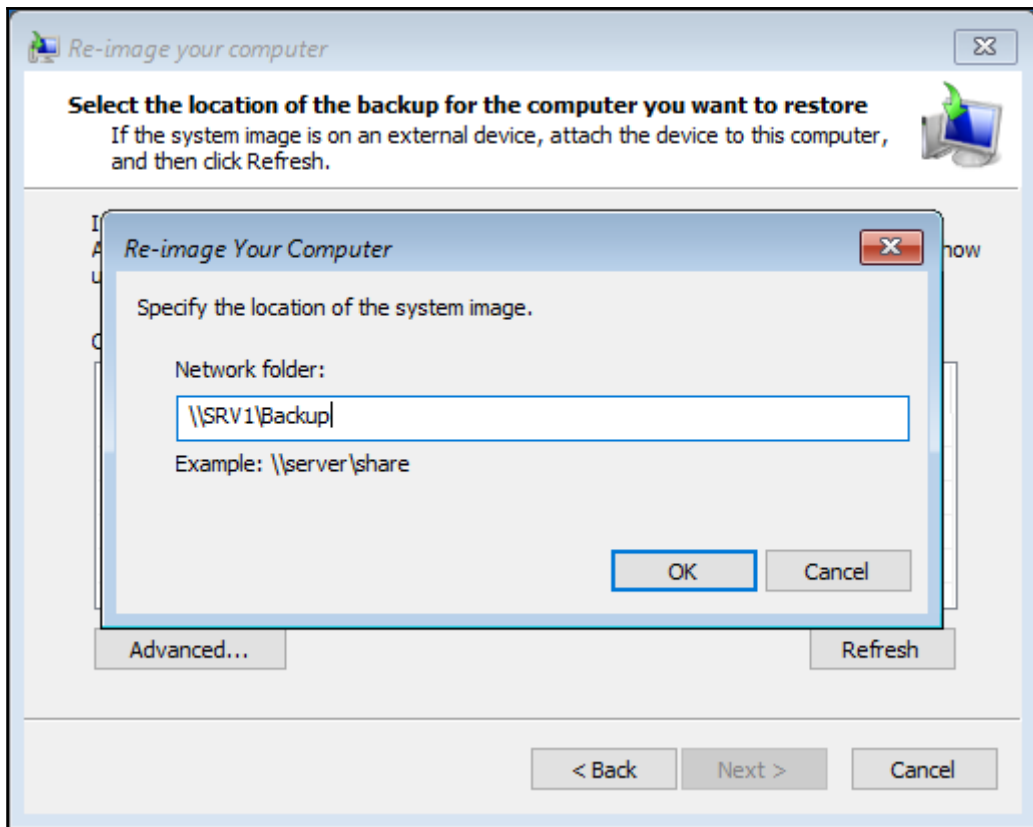 Re-image your computer
Select the location of the backup for the computer you want to restore
If the system image is on an external device, attach the device to this computer,
and then click Refresh.
Re-image Your Computer
how
Specify the location of the system image.
Network folder:
\\SRV1\Backup
Example: \\server\share
OK Cancel
Advanced... Refresh
< Back Next > Cancel